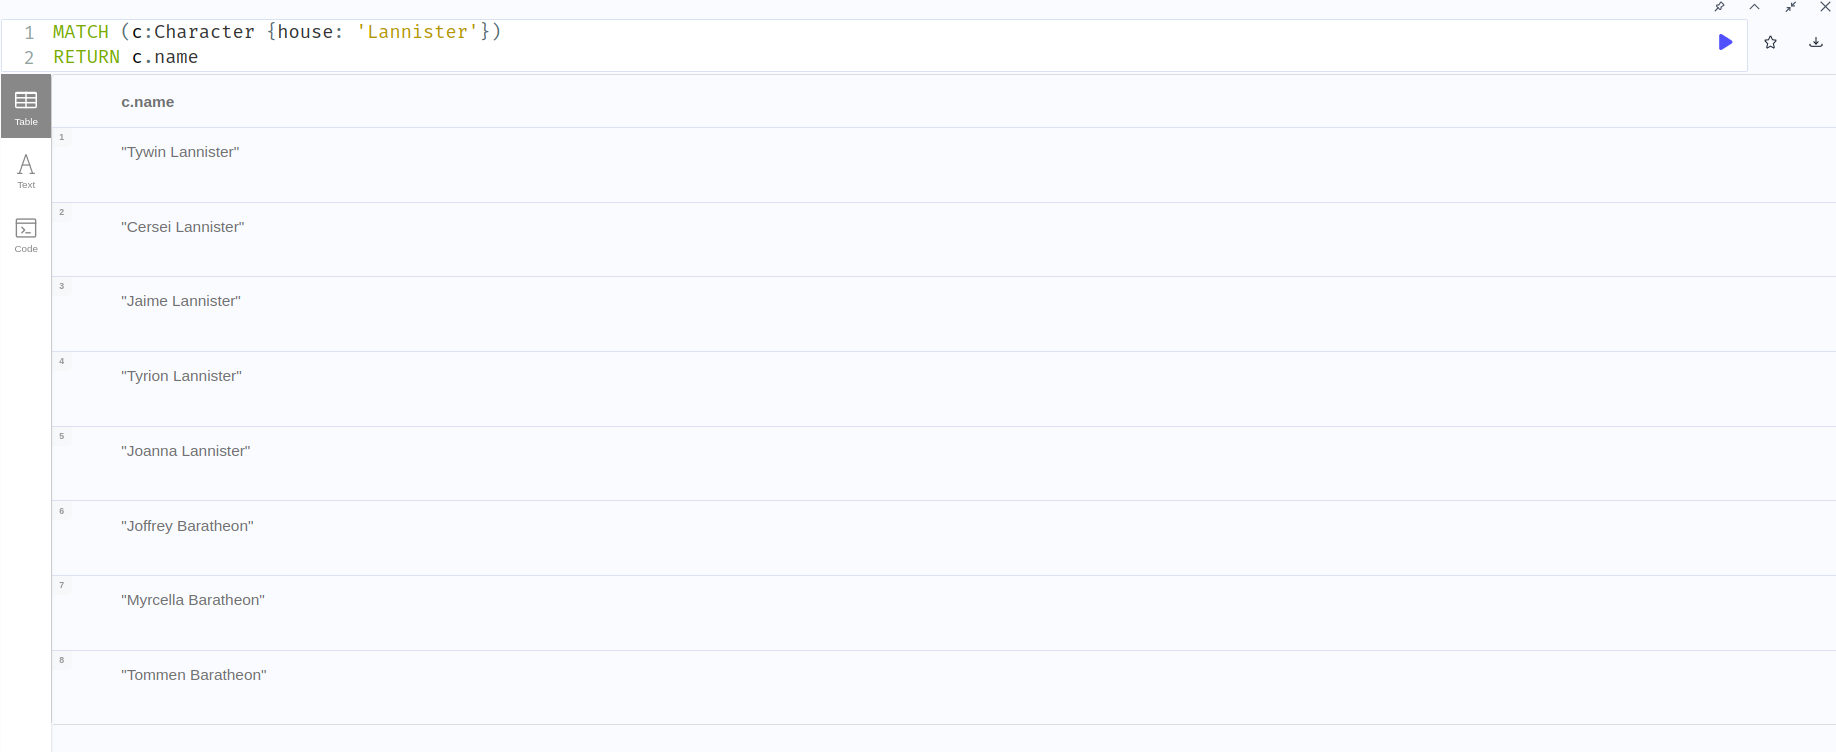 1 MATCH (c:Character {house: 'Lannister'})
2 RETURN c.name
Table
Text
Code
c.name
1
"Tywin Lannister"
2
"Cersei Lannister"
3
"Jaime Lannister"
4
"Tyrion Lannister"
5
"Joanna Lannister"
6
"Joffrey Baratheon"
7
"Myrcella Baratheon"
8
"Tommen Baratheon"